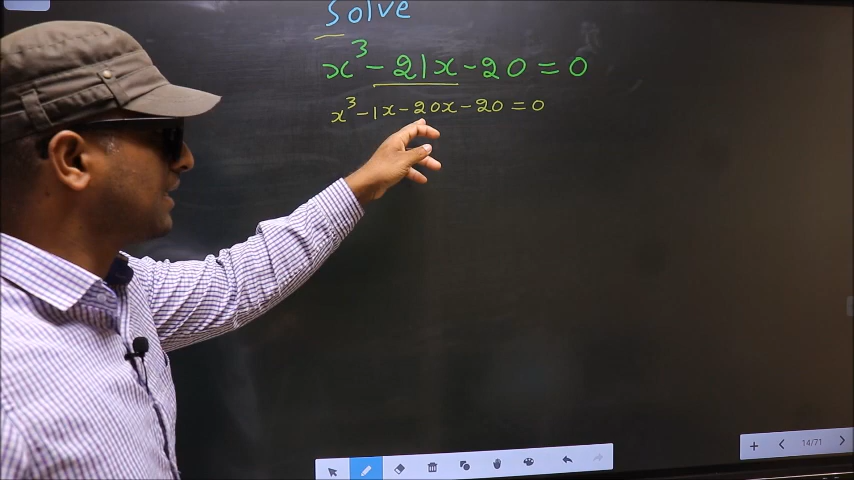 Solve
x³ - 21x - 20 = 0
x³ - 1x - 20x - 20 = 0
14/71